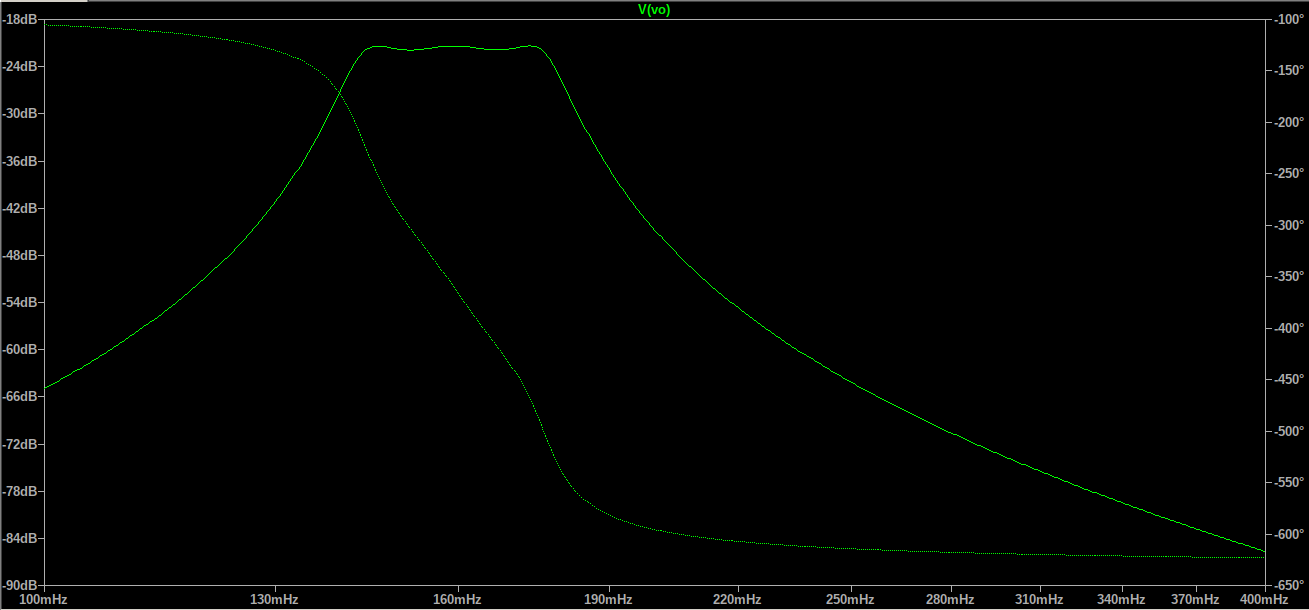 V(vo)
-18dB
-24dB
-30dB
-36dB
-42dB
-48dB
-54dB
-60dB
-66dB
-72dB
-78dB
-84dB
-90dB
-100°
-150°
-200°
-250°
-300°
-350°
-400°
-450°
-500°
-550°
-600°
-650°
100mHz 130mHz 160mHz 190mHz 220mHz 250mHz 280mHz 310mHz 340mHz 370mHz 400mHz